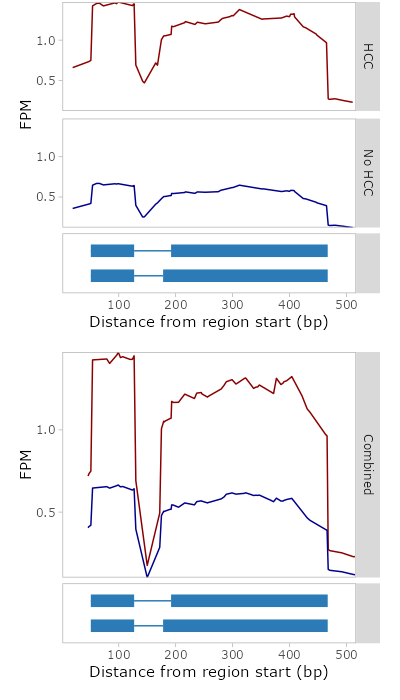 FPM
1.0
0.5
HCC
1.0
0.5
No HCC
100 200 300 400 500
Distance from region start (bp)
FPM
1.0
0.5
Combined
100 200 300 400 500
Distance from region start (bp)